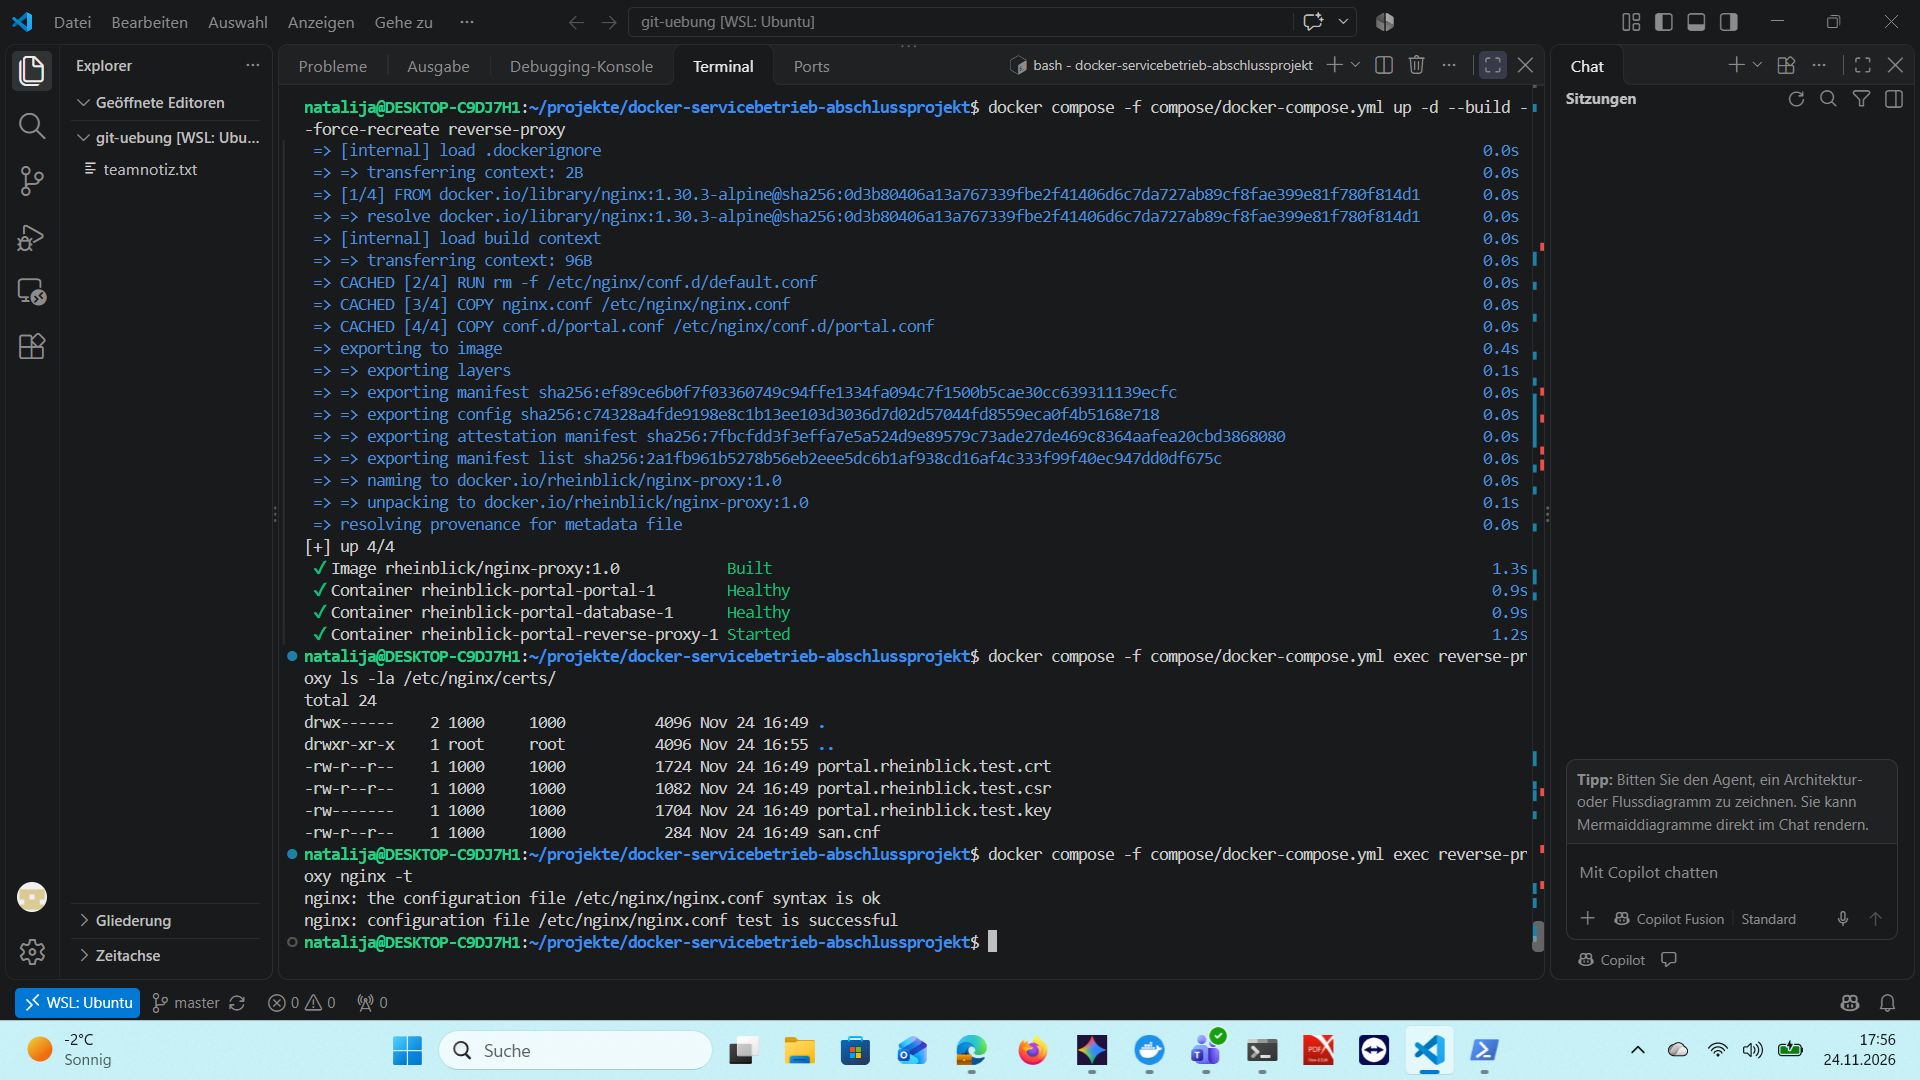 Datei Bearbeiten Auswahl Anzeigen Gehe zu ···
git-uebung [WSL: Ubuntu]
Explorer
Geöffnete Editoren
git-uebung [WSL: Ubu...
teamnotiz.txt
Gliederung
Zeitachse
Probleme Ausgabe Debugging-Konsole Terminal Ports
bash - docker-servicebetrieb-abschlussprojekt
natalija@DESKTOP-C9DJ7H1:~/projekte/docker-servicebetrieb-abschlussprojekt$ docker compose -f compose/docker-compose.yml up -d --build -
-force-recreate reverse-proxy
=> [internal] load .dockerignore 0.0s
=> => transferring context: 2B 0.0s
=> [1/4] FROM docker.io/library/nginx:1.30.3-alpine@sha256:0d3b80406a13a767339fbe2f41406d6c7da727ab89cf8fae399e81f780f814d1 0.0s
=> => resolve docker.io/library/nginx:1.30.3-alpine@sha256:0d3b80406a13a767339fbe2f41406d6c7da727ab89cf8fae399e81f780f814d1 0.0s
=> [internal] load build context 0.0s
=> => transferring context: 96B 0.0s
=> CACHED [2/4] RUN rm -f /etc/nginx/conf.d/default.conf 0.0s
=> CACHED [3/4] COPY nginx.conf /etc/nginx/nginx.conf 0.0s
=> CACHED [4/4] COPY conf.d/portal.conf /etc/nginx/conf.d/portal.conf 0.0s
=> exporting to image 0.4s
=> => exporting layers 0.1s
=> => exporting manifest sha256:ef89ce6b0f7f03360749c94ffe1334fa094c7f1500b5cae30cc639311139ecfc 0.0s
=> => exporting config sha256:c74328a4fde9198e8c1b13ee103d3036d7d02d57044fd8559eca0f4b5168e718 0.0s
=> => exporting attestation manifest sha256:7fbcfdd3f3effa7e5a524d9e89579c73ade27de469c8364aafea20cbd3868080 0.0s
=> => exporting manifest list sha256:2a1fb961b5278b56eb2eee5dc6b1af938cd16af4c333f99f40ec947dd0df675c 0.0s
=> => naming to docker.io/rheinblick/nginx-proxy:1.0 0.0s
=> => unpacking to docker.io/rheinblick/nginx-proxy:1.0 0.1s
=> resolving provenance for metadata file 0.0s
[+] up 4/4
✓ Image rheinblick/nginx-proxy:1.0 Built 1.3s
✓ Container rheinblick-portal-portal-1 Healthy 0.9s
✓ Container rheinblick-portal-database-1 Healthy 0.9s
✓ Container rheinblick-portal-reverse-proxy-1 Started 1.2s
natalija@DESKTOP-C9DJ7H1:~/projekte/docker-servicebetrieb-abschlussprojekt$ docker compose -f compose/docker-compose.yml exec reverse-pr
oxy ls -la /etc/nginx/certs/
total 24
drwx------ 2 1000 1000 4096 Nov 24 16:49 .
drwxr-xr-x 1 root root 4096 Nov 24 16:55 ..
-rw-r--r-- 1 1000 1000 1724 Nov 24 16:49 portal.rheinblick.test.crt
-rw-r--r-- 1 1000 1000 1082 Nov 24 16:49 portal.rheinblick.test.csr
-rw------- 1 1000 1000 1704 Nov 24 16:49 portal.rheinblick.test.key
-rw-r--r-- 1 1000 1000 284 Nov 24 16:49 san.cnf
natalija@DESKTOP-C9DJ7H1:~/projekte/docker-servicebetrieb-abschlussprojekt$ docker compose -f compose/docker-compose.yml exec reverse-pr
oxy nginx -t
nginx: the configuration file /etc/nginx/nginx.conf syntax is ok
nginx: configuration file /etc/nginx/nginx.conf test is successful
natalija@DESKTOP-C9DJ7H1:~/projekte/docker-servicebetrieb-abschlussprojekt$
Chat
Sitzungen
Tipp: Bitten Sie den Agent, ein Architektur-
oder Flussdiagramm zu zeichnen. Sie kann
Mermaiddiagramme direkt im Chat rendern.
Mit Copilot chatten
Copilot Fusion Standard
Copilot
WSL: Ubuntu master 0 0 0
-2°C
Sonnig
Suche
17:56
24.11.2026